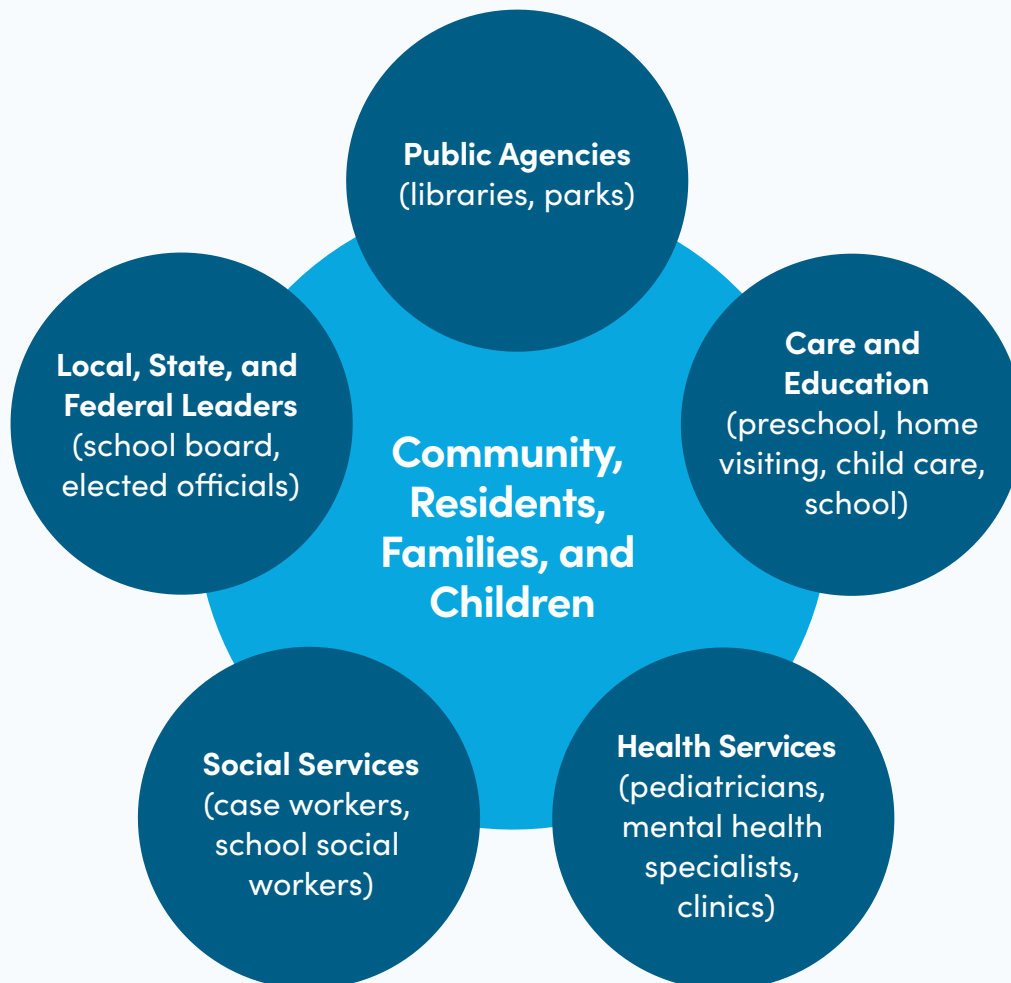 Public Agencies
(libraries, parks)
Local, State, and
Federal Leaders
(school board,
elected officials)
Care and
Education
(preschool, home
visiting, child care,
school)
Community,
Residents,
Families, and
Children
Social Services
(case workers,
school social
workers)
Health Services
(pediatricians,
mental health
specialists,
clinics)